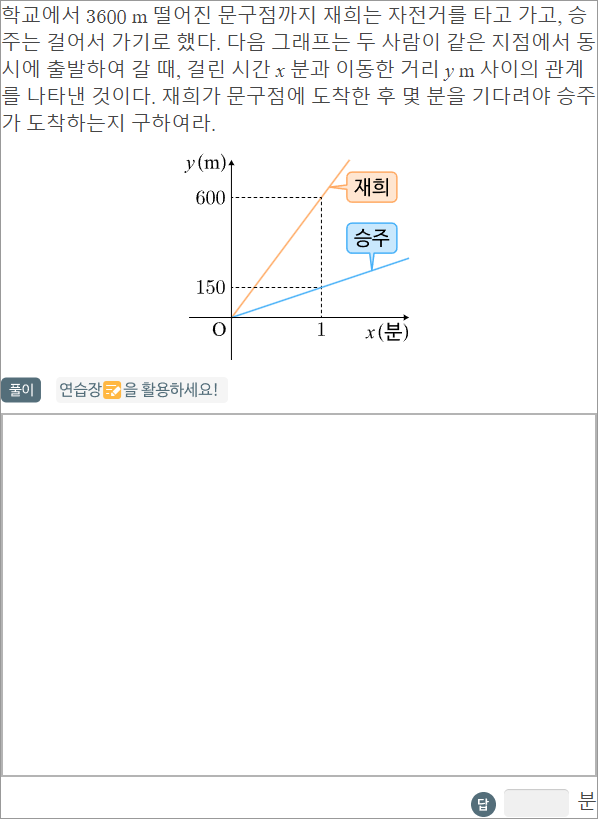 학교에서 3600 m 떨어진 문구점까지 재희는 자전거를 타고 가고, 승
주는 걸어서 가기로 했다. 다음 그래프는 두 사람이 같은 지점에서 동
시에 출발하여 갈 때, 걸린 시간 x 분과 이동한 거리 y m 사이의 관계
를 나타낸 것이다. 재희가 문구점에 도착한 후 몇 분을 기다려야 승주
가 도착하는지 구하여라.
y(m)
재희
600
승주
150
O 1 x(분)
풀이 연습장을 활용하세요!
답 분